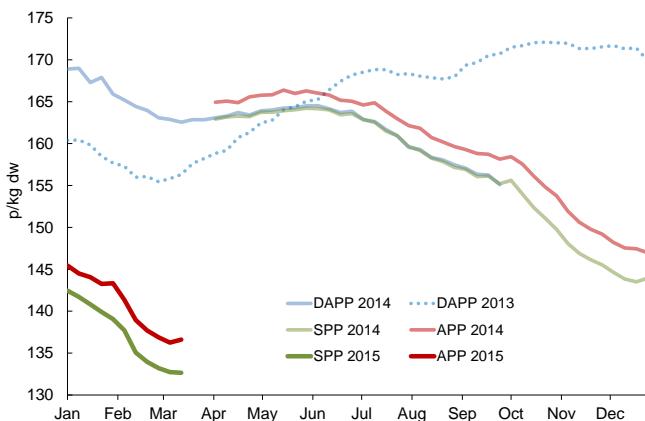 175
170
165
160
155
150
145
140
135
130
p/kg dw
DAPP 2014 DAPP 2013
SPP 2014 APP 2014
SPP 2015 APP 2015
Jan Feb Mar Apr May Jun Jul Aug Sep Oct Nov Dec